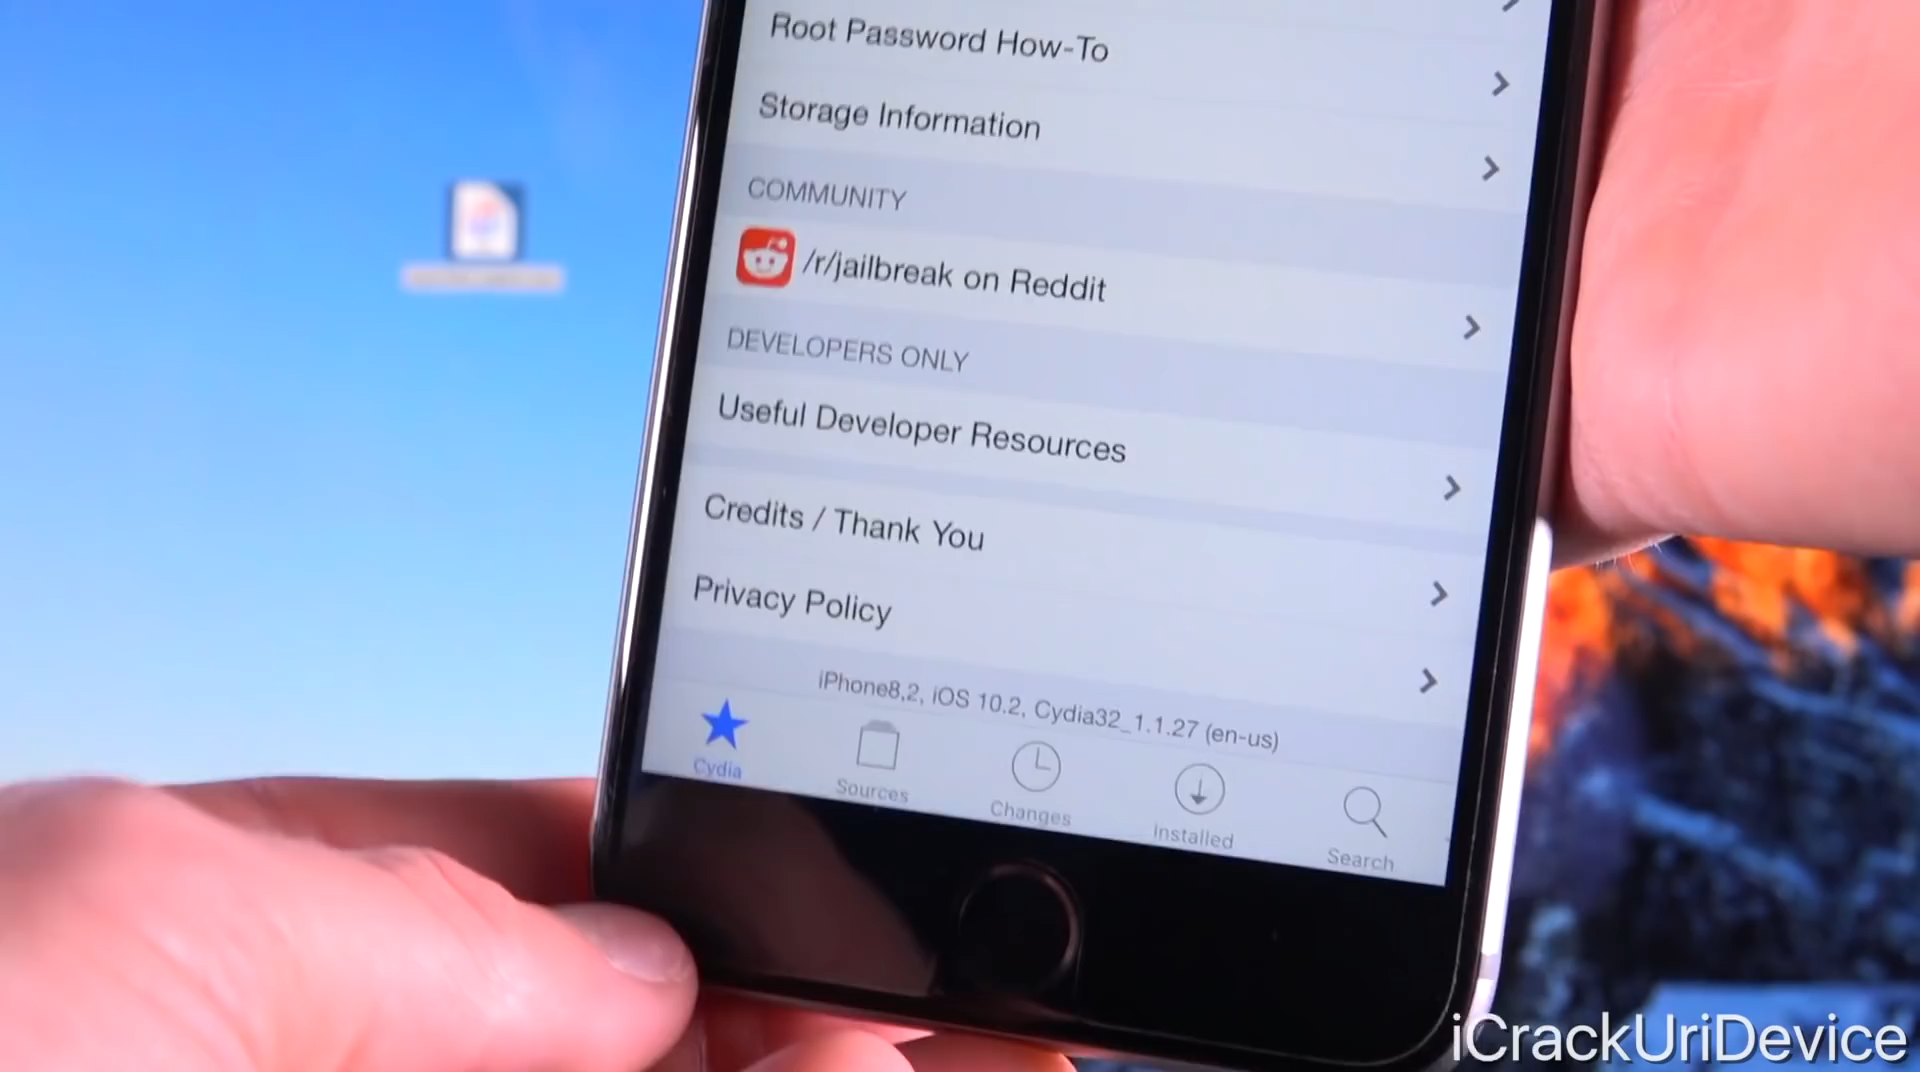 Root Password How-To
Storage Information
COMMUNITY
/r/jailbreak on Reddit
DEVELOPERS ONLY
Useful Developer Resources
Credits / Thank You
Privacy Policy
iPhone8,2, iOS 10.2, Cydia32_1.1.27 (en-us)
Cydia
Sources
Changes
Installed
Search
iCrackUriDevice